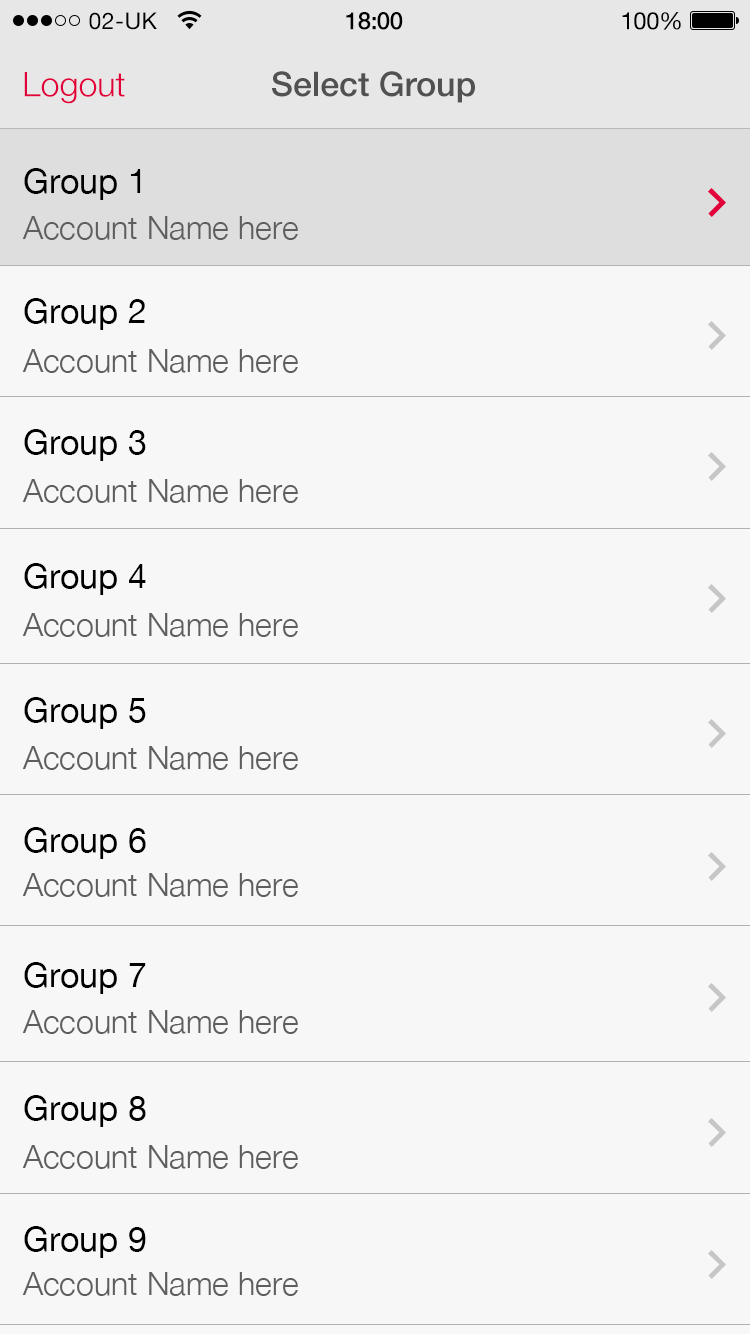 02-UK 18:00 100%
Logout Select Group
Group 1
Account Name here
Group 2
Account Name here
Group 3
Account Name here
Group 4
Account Name here
Group 5
Account Name here
Group 6
Account Name here
Group 7
Account Name here
Group 8
Account Name here
Group 9
Account Name here